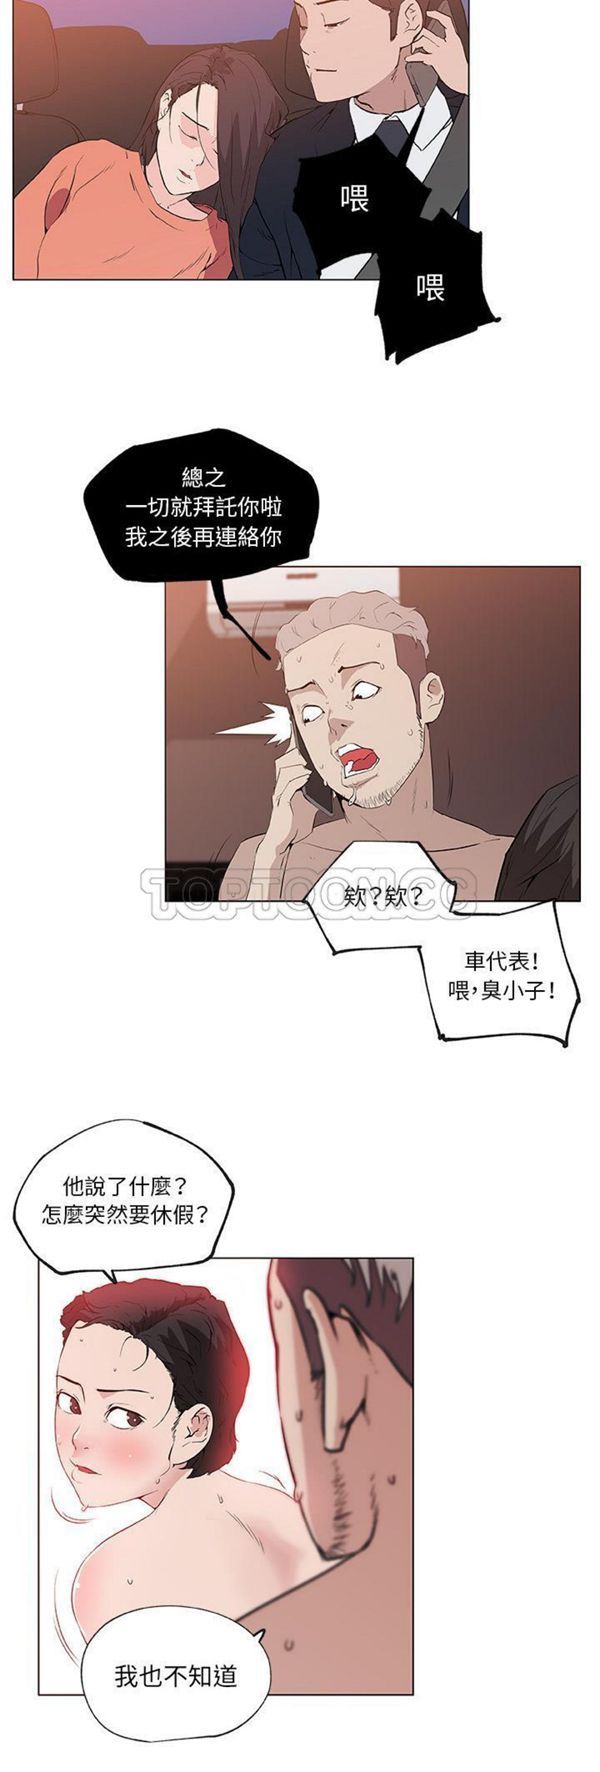 喂
喂
總之
一切就拜託你啦
我之後再連絡你
TOPTOON.CC
欸?欸?
車代表!
喂,臭小子!
他說了什麼?
怎麼突然要休假?
我也不知道